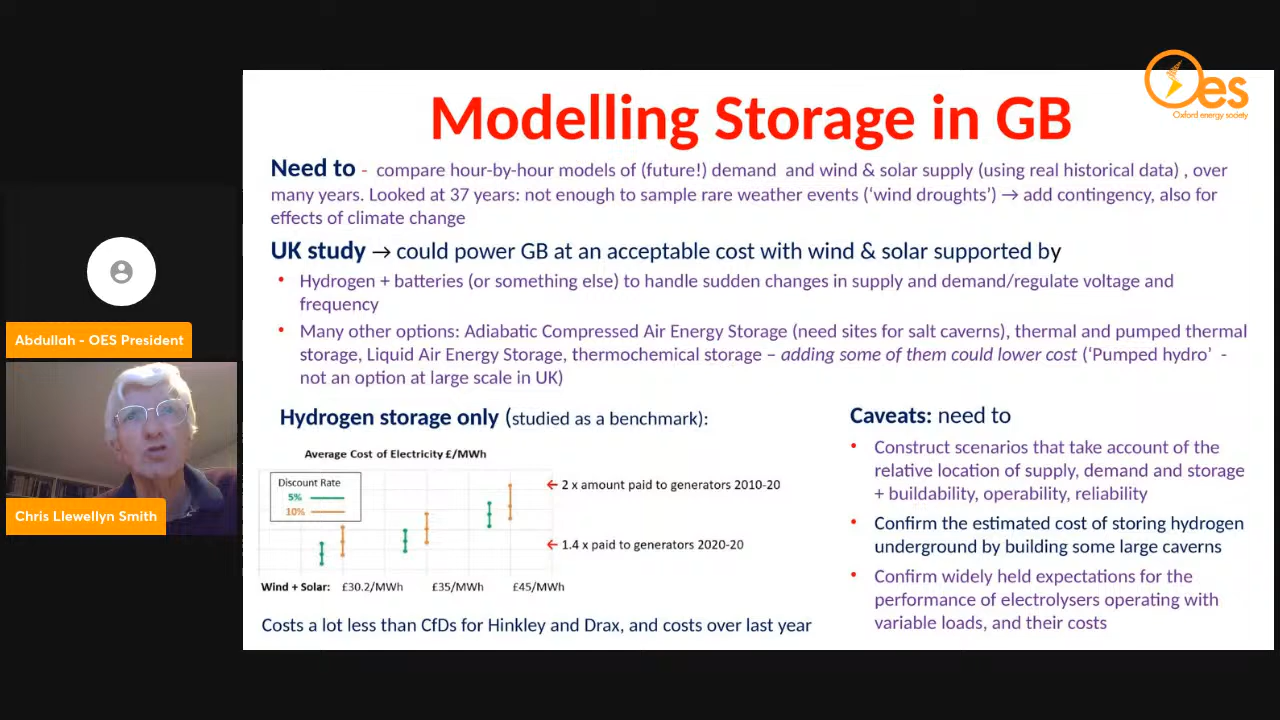 Oes
Oxford energy society
Modelling Storage in GB
Need to - compare hour-by-hour models of (future!) demand and wind & solar supply (using real historical data) , over
many years. Looked at 37 years: not enough to sample rare weather events (‘wind droughts’) → add contingency, also for
effects of climate change
UK study → could power GB at an acceptable cost with wind & solar supported by
• Hydrogen + batteries (or something else) to handle sudden changes in supply and demand/regulate voltage and
frequency
• Many other options: Adiabatic Compressed Air Energy Storage (need sites for salt caverns), thermal and pumped thermal
storage, Liquid Air Energy Storage, thermochemical storage – adding some of them could lower cost (‘Pumped hydro’ -
not an option at large scale in UK)
Hydrogen storage only (studied as a benchmark):
Average Cost of Electricity £/MWh
Discount Rate
5%
10%
← 2 x amount paid to generators 2010-20
← 1.4 x paid to generators 2020-20
Wind + Solar: £30.2/MWh £35/MWh £45/MWh
Costs a lot less than CfDs for Hinkley and Drax, and costs over last year
Caveats: need to
• Construct scenarios that take account of the
relative location of supply, demand and storage
+ buildability, operability, reliability
• Confirm the estimated cost of storing hydrogen
underground by building some large caverns
• Confirm widely held expectations for the
performance of electrolysers operating with
variable loads, and their costs
Abdullah - OES President
Chris Llewellyn Smith